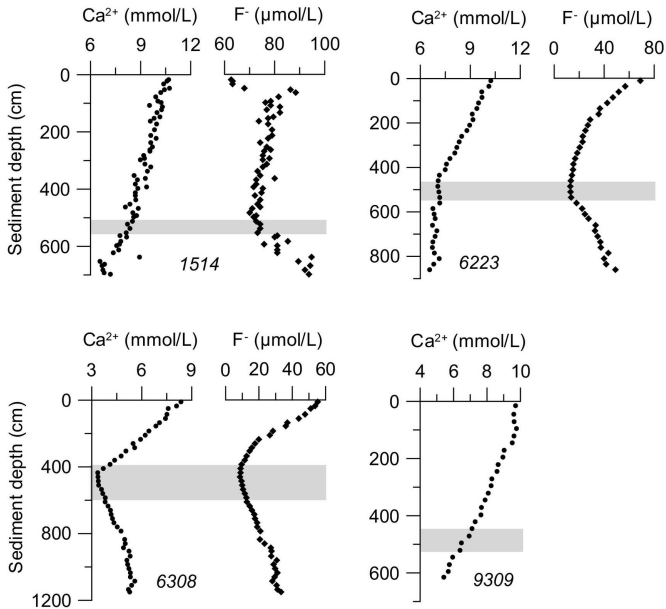 Ca²⁺ (mmol/L) F⁻ (µmol/L)
6 9 12 60 80 100
Sediment depth (cm)
0
200
400
600
1514
Ca²⁺ (mmol/L) F⁻ (µmol/L)
6 9 12 0 40 80
0
200
400
600
800
6223
Ca²⁺ (mmol/L) F⁻ (µmol/L)
3 6 9 0 20 40 60
Sediment depth (cm)
0
400
800
1200
6308
Ca²⁺ (mmol/L)
4 6 8 10
0
200
400
600
9309